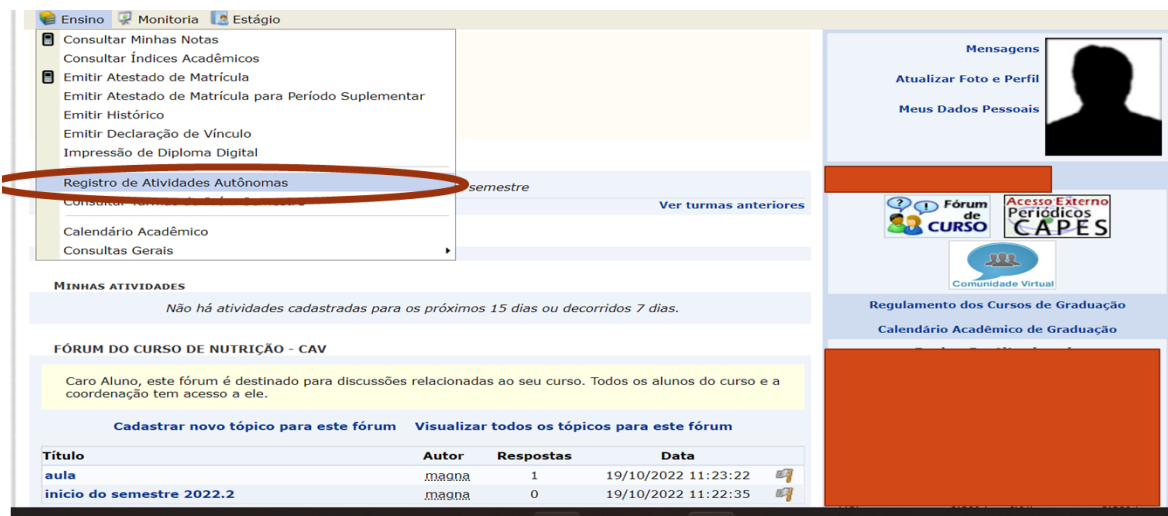 Ensino Monitoria Estágio
Consultar Minhas Notas
Consultar Índices Acadêmicos
Emitir Atestado de Matrícula
Emitir Atestado de Matrícula para Período Suplementar
Emitir Histórico
Emitir Declaração de Vínculo
Impressão de Diploma Digital
Registro de Atividades Autônomas
Calendário Acadêmico
Consultas Gerais
semestre
Ver turmas anteriores
MINHAS ATIVIDADES
Não há atividades cadastradas para os próximos 15 dias ou decorridos 7 dias.
FÓRUM DO CURSO DE NUTRIÇÃO - CAV
Caro Aluno, este fórum é destinado para discussões relacionadas ao seu curso. Todos os alunos do curso e a
coordenação tem acesso a ele.
Cadastrar novo tópico para este fórum Visualizar todos os tópicos para este fórum
Título Autor Respostas Data
aula magna 1 19/10/2022 11:23:22
inicio do semestre 2022.2 magna 0 19/10/2022 11:22:35
Mensagens
Atualizar Foto e Perfil
Meus Dados Pessoais
Fórum
de
CURSO
Acesso Externo
Periódicos
CAPES
Comunidade Virtual
Regulamento dos Cursos de Graduação
Calendário Acadêmico de Graduação